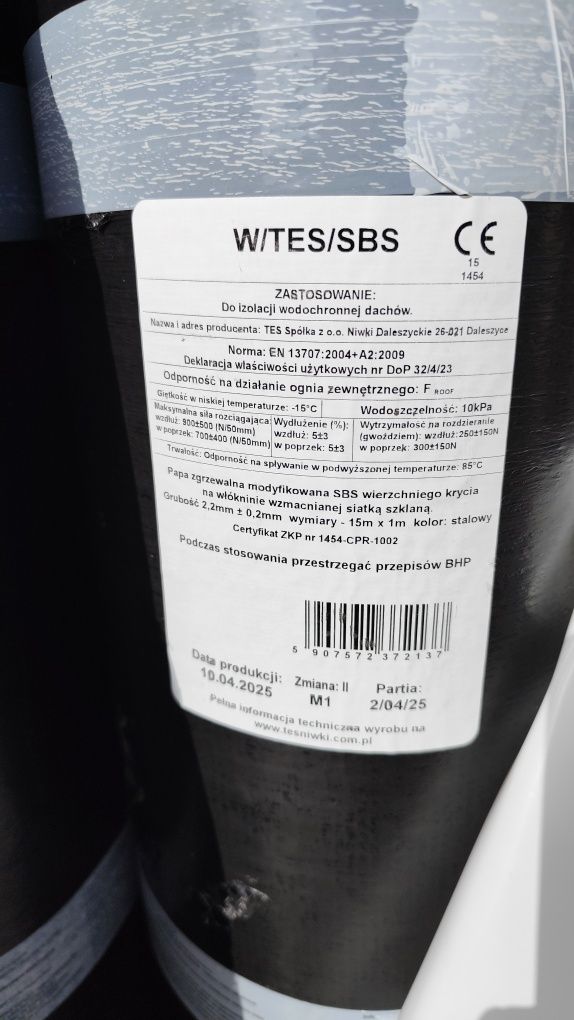 W/TES/SBS
CE
15
1454
ZASTOSOWANIE:
Do izolacji wodochronnej dachów.
Nazwa i adres producenta: TES Spółka z o.o. Niwki Daleszyckie 26-021 Daleszyce
Norma: EN 13707:2004+A2:2009
Deklaracja właściwości użytkowych nr DoP 32/4/23
Odporność na działanie ognia zewnętrznego: F ROOF
Giętkość w niskiej temperaturze: -15°C
Wodoszczelność: 10kPa
Maksymalna siła rozciągająca:
wzdłuż: 900±500 (N/50mm)
w poprzek: 700±400 (N/50mm)
Wydłużenie (%):
wzdłuż: 5±3
w poprzek: 5±3
Wytrzymałość na rozdzieranie
(gwoździem): wzdłuż:250±150N
w poprzek: 300±150N
Trwałość: Odporność na spływanie w podwyższonej temperaturze: 85°C
Papa zgrzewalna modyfikowana SBS wierzchniego krycia
na włókninie wzmacnianej siatką szklaną.
Grubość 2,2mm ± 0,2mm wymiary - 15m x 1m kolor: stalowy
Certyfikat ZKP nr 1454-CPR-1002
Podczas stosowania przestrzegać przepisów BHP
5 907572 372137
Data produkcji:
10.04.2025
Zmiana: II
M1
Partia:
2/04/25
Pełna informacja techniczna wyrobu na
www.tesniwki.com.pl